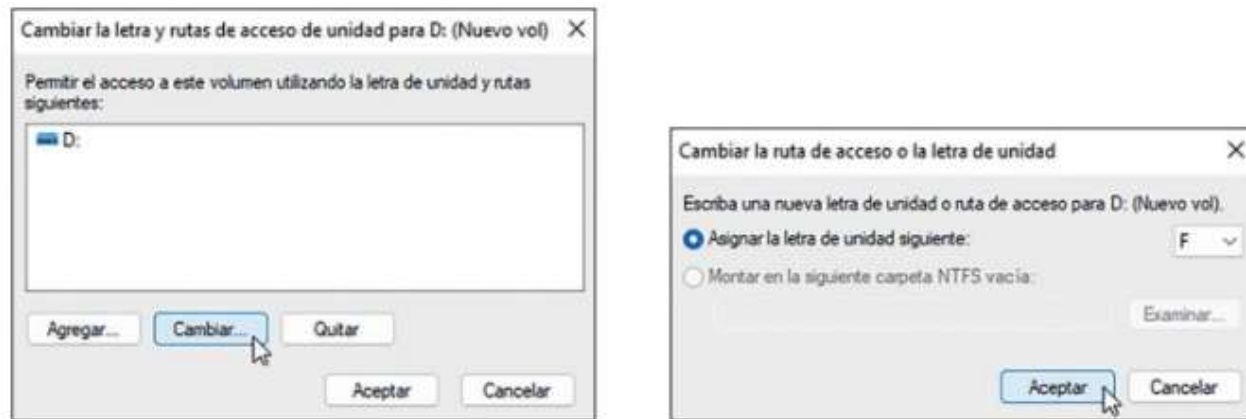 Cambiar la letra y rutas de acceso de unidad para D: (Nuevo vol)
Permitir el acceso a este volumen utilizando la letra de unidad y rutas
siguientes:
D:
Agregar...
Cambiar...
Quitar
Aceptar
Cancelar
Cambiar la ruta de acceso o la letra de unidad
Escriba una nueva letra de unidad o ruta de acceso para D: (Nuevo vol).
Asignar la letra de unidad siguiente:
F
Montar en la siguiente carpeta NTFS vacía:
Examinar...
Aceptar
Cancelar